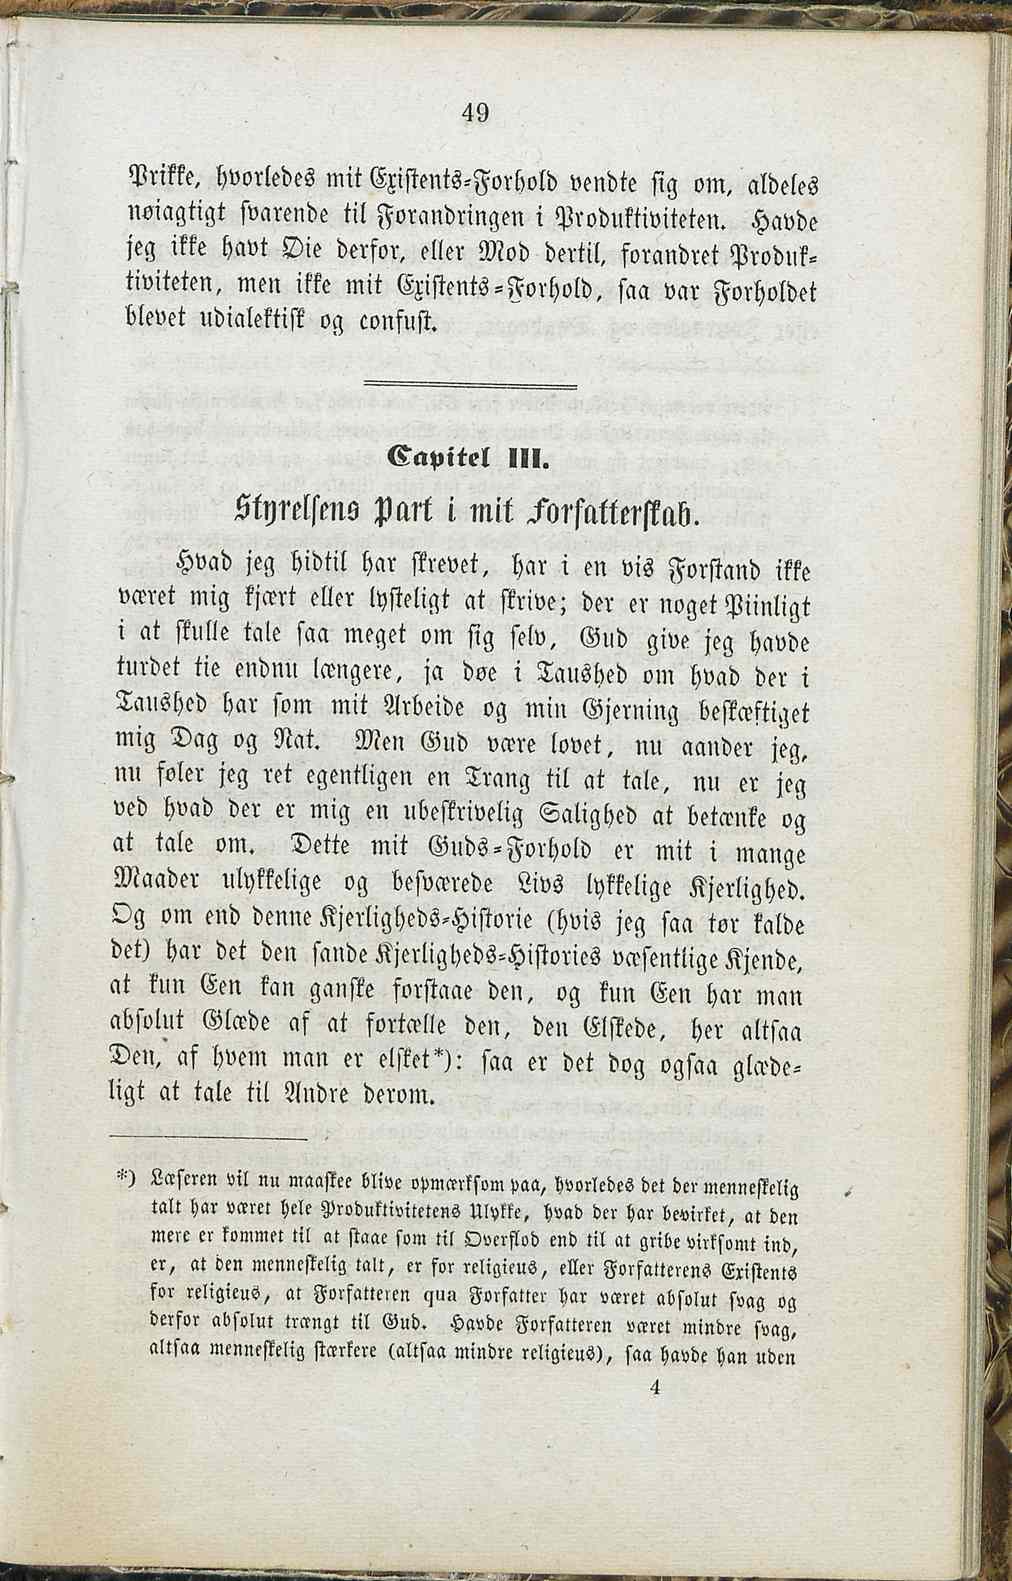 49
Prikke, hvorledes mit Existents-Forhold vendte sig om, aldeles
nøiagtigt svarende til Forandringen i Produktiviteten. Havde
jeg ikke havt Øie derfor, eller Mod dertil, forandret Produk-
tiviteten, men ikke mit Existents-Forhold, saa var Forholdet
blevet udialektisk og confust.
Capitel III.
Styrelsens Part i mit Forfatterskab.
Hvad jeg hidtil har skrevet, har i en vis Forstand ikke
været mig kjært eller lysteligt at skrive; der er noget Piinligt
i at skulle tale saa meget om sig selv, Gud give jeg havde
turdet tie endnu længere, ja døe i Taushed om hvad der i
Taushed har som mit Arbeide og min Gjerning beskæftiget
mig Dag og Nat. Men Gud være lovet, nu aander jeg,
nu føler jeg ret egentligen en Trang til at tale, nu er jeg
ved hvad der er mig en ubeskrivelig Salighed at betænke og
at tale om. Dette mit Guds-Forhold er mit i mange
Maader ulykkelige og besværede Livs lykkelige Kjerlighed.
Og om end denne Kjerligheds-Historie (hvis jeg saa tør kalde
det) har det den sande Kjerligheds-Histories væsentlige Kjende,
at kun Een kan ganske forstaae den, og kun Een har man
absolut Glæde af at fortælle den, den Elskede, her altsaa
Den, af hvem man er elsket*): saa er det dog ogsaa glæde-
ligt at tale til Andre derom.
*) Læseren vil nu maaskee blive opmærksom paa, hvorledes det der menneskelig
talt har været hele Produktivitetens Ulykke, hvad der har bevirket, at den
mere er kommet til at staae som til Overflod end til at gribe virksomt ind,
er, at den menneskelig talt, er for religieus, eller Forfatterens Existents
for religieus, at Forfatteren qua Forfatter har været absolut svag og
derfor absolut trængt til Gud. Havde Forfatteren været mindre svag,
altsaa menneskelig stærkere (altsaa mindre religieus), saa havde han uden
4